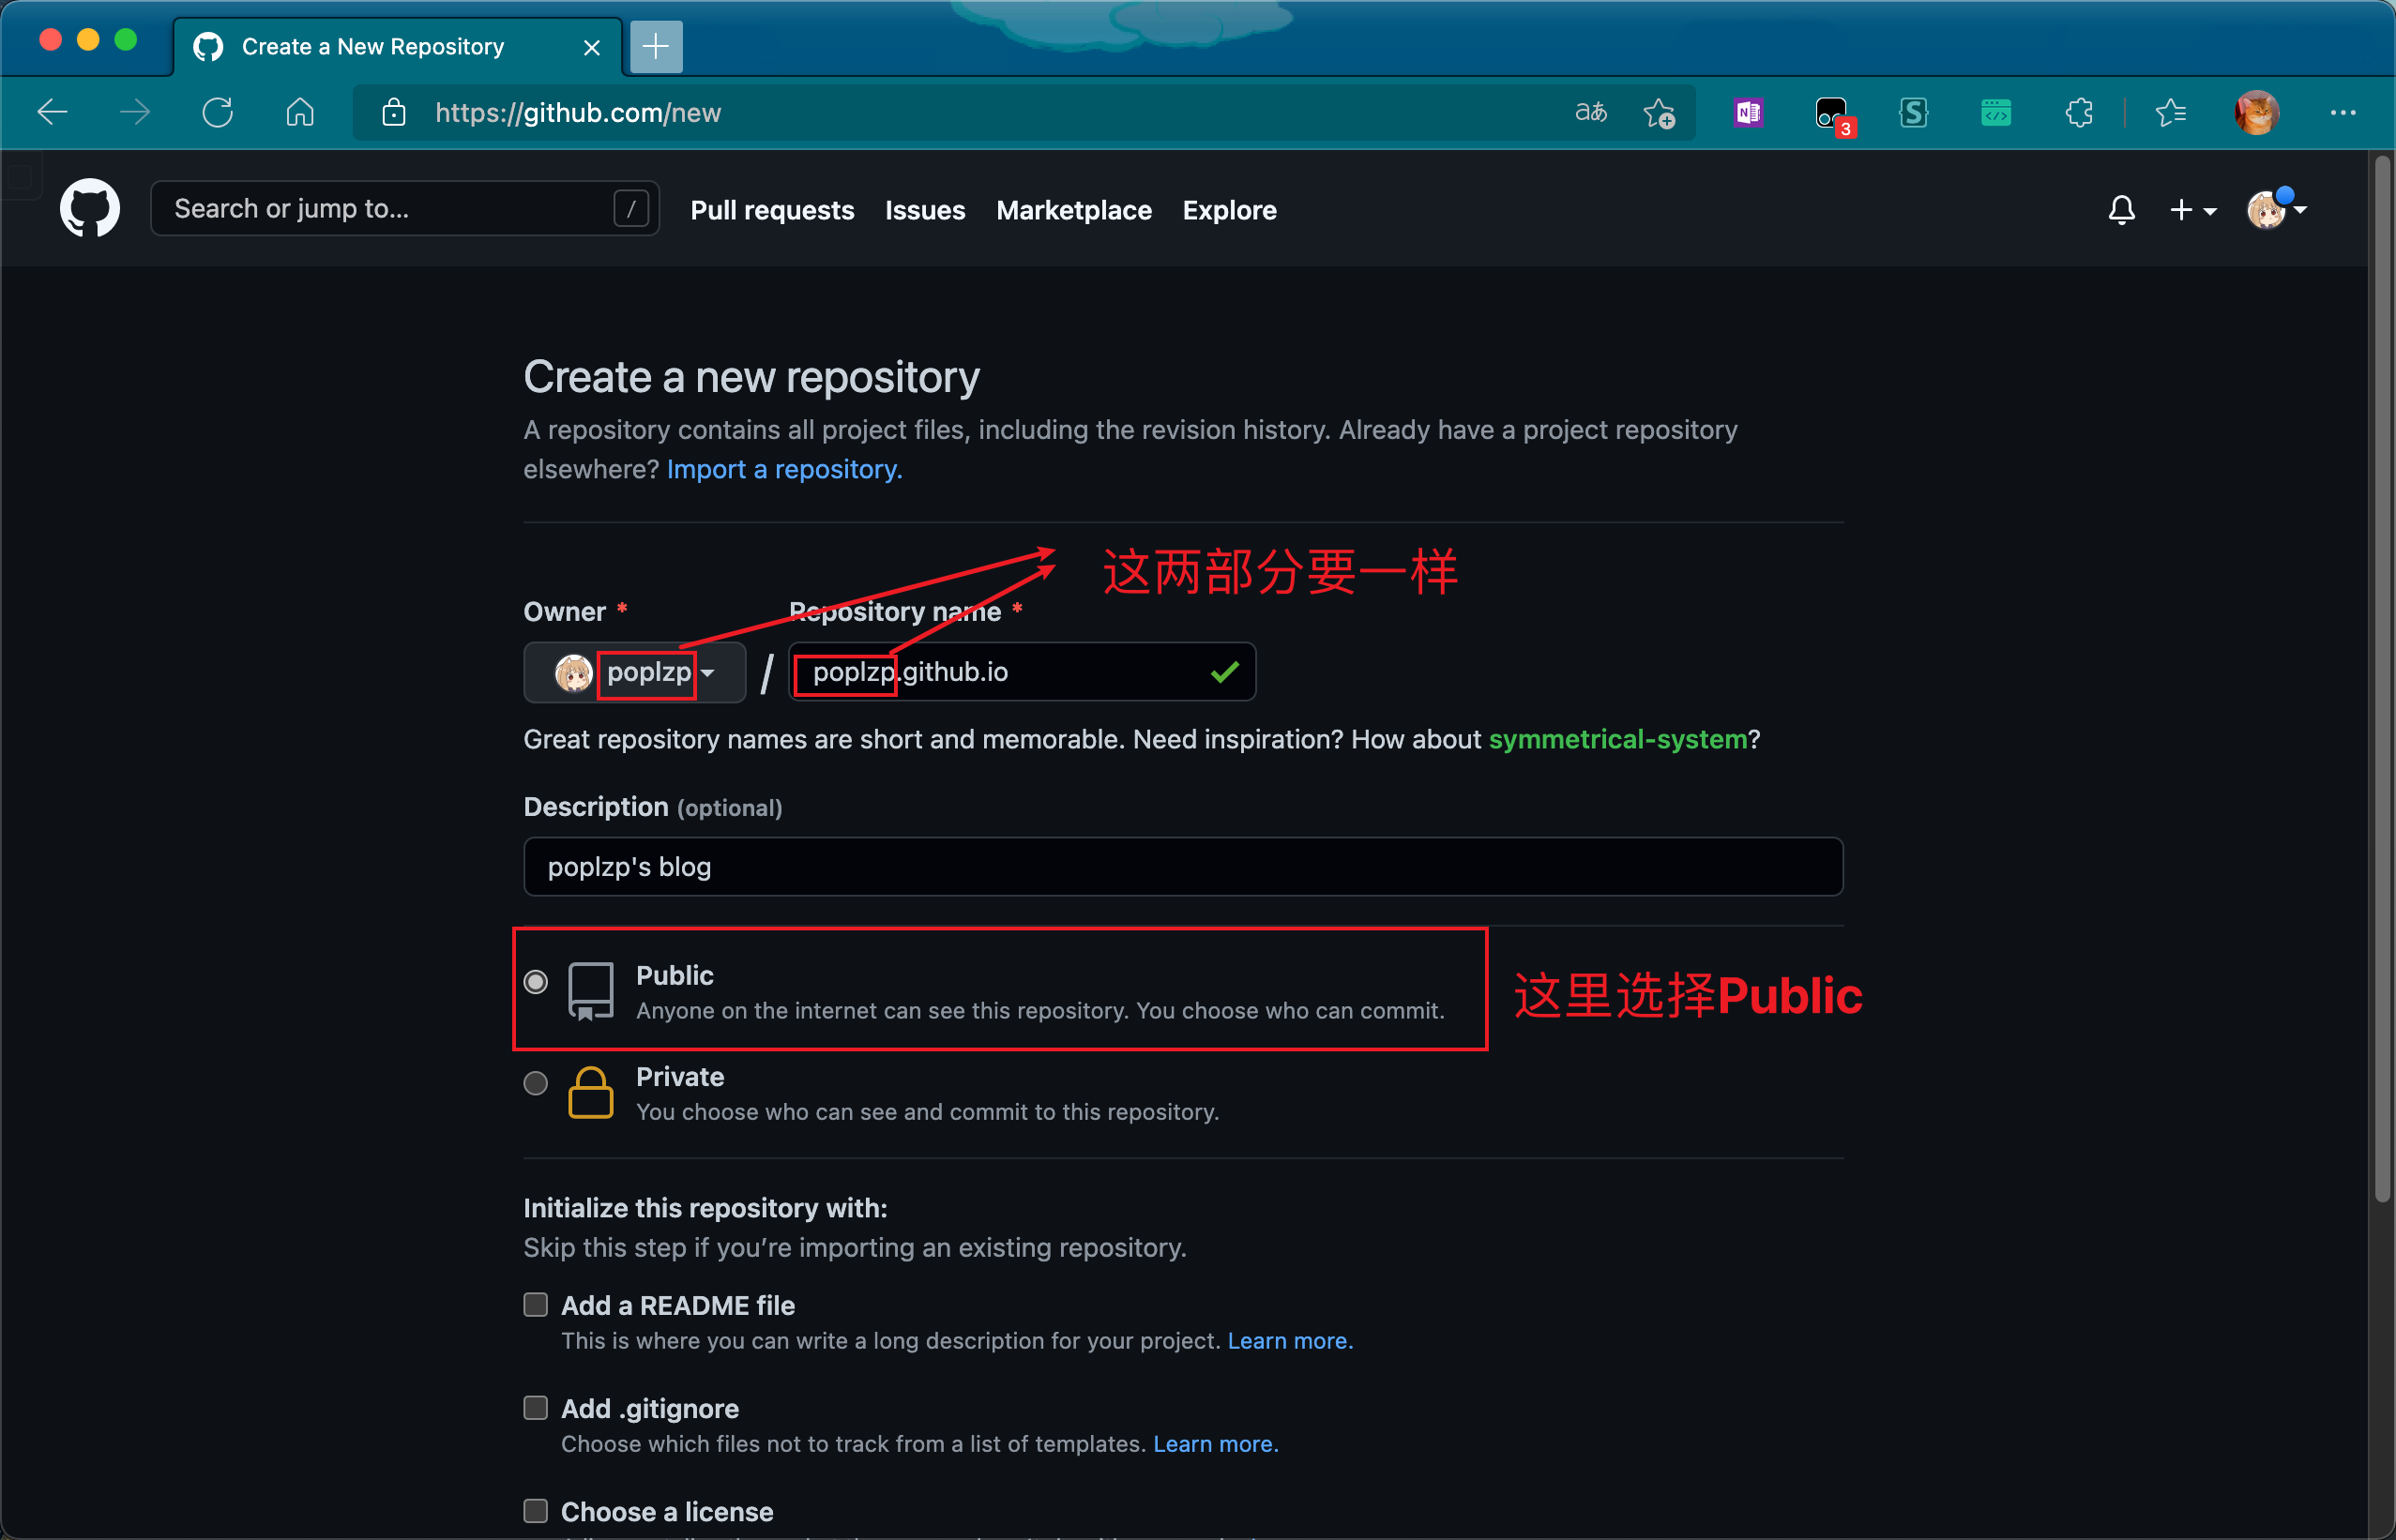 Create a New Repository
https://github.com/new
aあ
3
Search or jump to... /
Pull requests Issues Marketplace Explore
Create a new repository
A repository contains all project files, including the revision history. Already have a project repository
elsewhere? Import a repository.
这两部分要一样
Owner * Repository name *
poplzp / poplzp.github.io
Great repository names are short and memorable. Need inspiration? How about symmetrical-system?
Description (optional)
poplzp's blog
Public
Anyone on the internet can see this repository. You choose who can commit.
这里选择Public
Private
You choose who can see and commit to this repository.
Initialize this repository with:
Skip this step if you’re importing an existing repository.
Add a README file
This is where you can write a long description for your project. Learn more.
Add .gitignore
Choose which files not to track from a list of templates. Learn more.
Choose a license